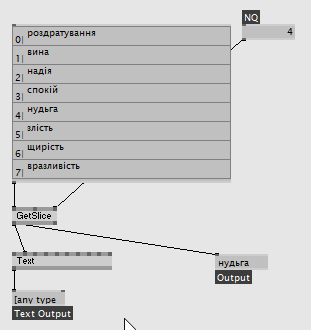 NQ
4
0| роздратування
1| вина
2| надія
3| спокій
4| нудьга
5| злість
6| щирість
7| вразливість
GetSlice
Text
нудьга
Output
[any type
Text Output